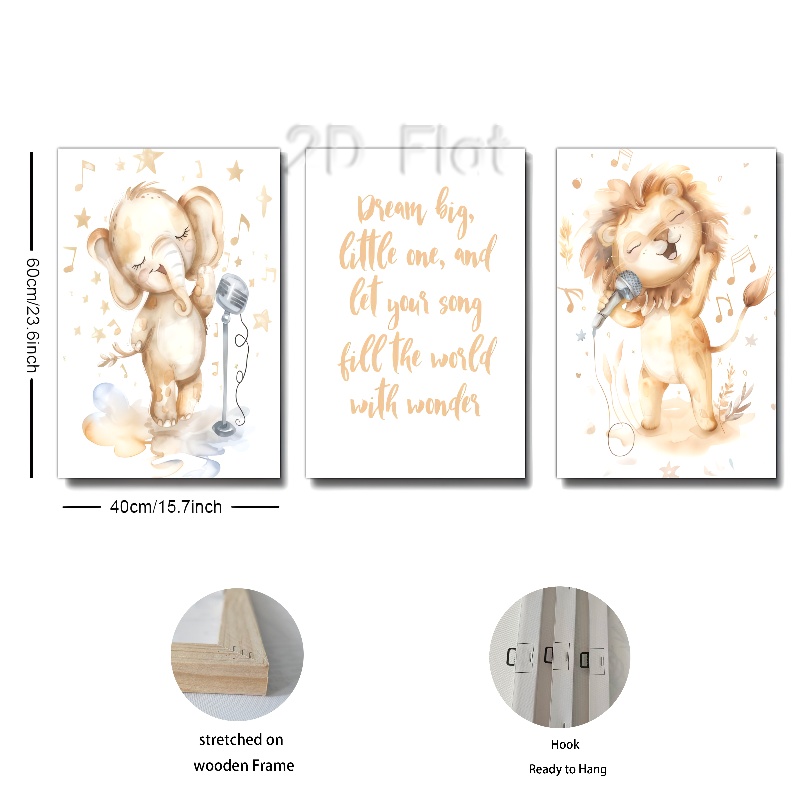 2D Flat
Dream big,
little one, and
let your song
fill the world
with wonder
60cm/23.6inch
40cm/15.7inch
stretched on
wooden Frame
Hook
Ready to Hang